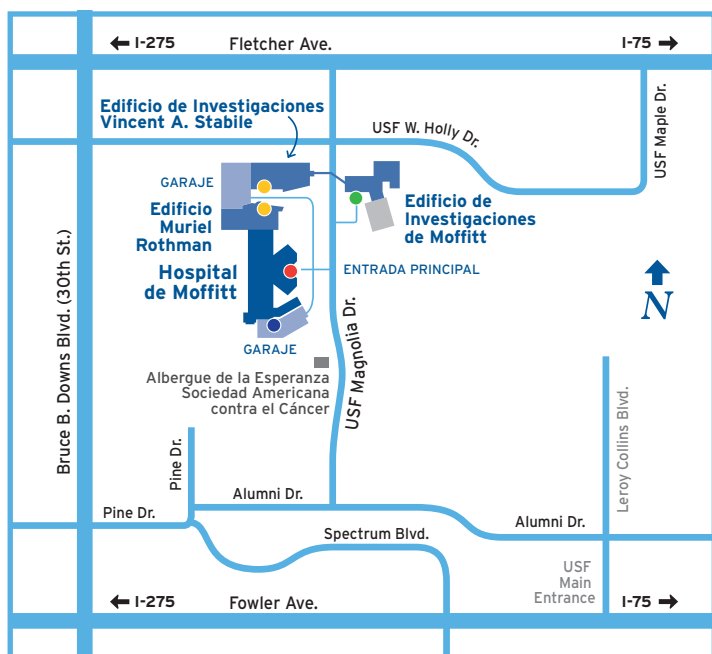 I-275
Fletcher Ave.
I-75
Edificio de Investigaciones
Vincent A. Stabile
USF W. Holly Dr.
USF Maple Dr.
GARAJE
Edificio
Muriel
Rothman
Edificio de
Investigaciones
de Moffitt
Hospital
de Moffitt
ENTRADA PRINCIPAL
N
GARAJE
Albergue de la Esperanza
Sociedad Americana
contra el Cáncer
USF Magnolia Dr.
Bruce B. Downs Blvd. (30th St.)
Leroy Collins Blvd.
Pine Dr.
Alumni Dr.
Pine Dr.
Alumni Dr.
Spectrum Blvd.
USF
Main
Entrance
I-275
Fowler Ave.
I-75